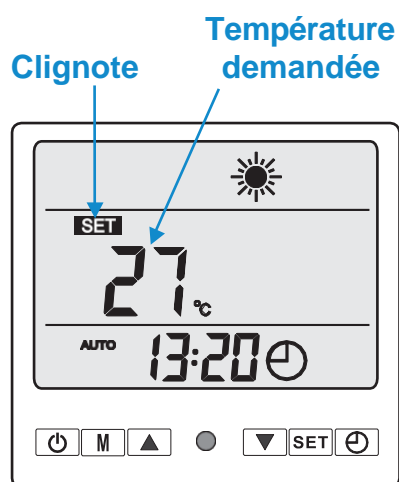 Température
demandée
Clignote
SET
27 °C
AUTO 13:20
M SET